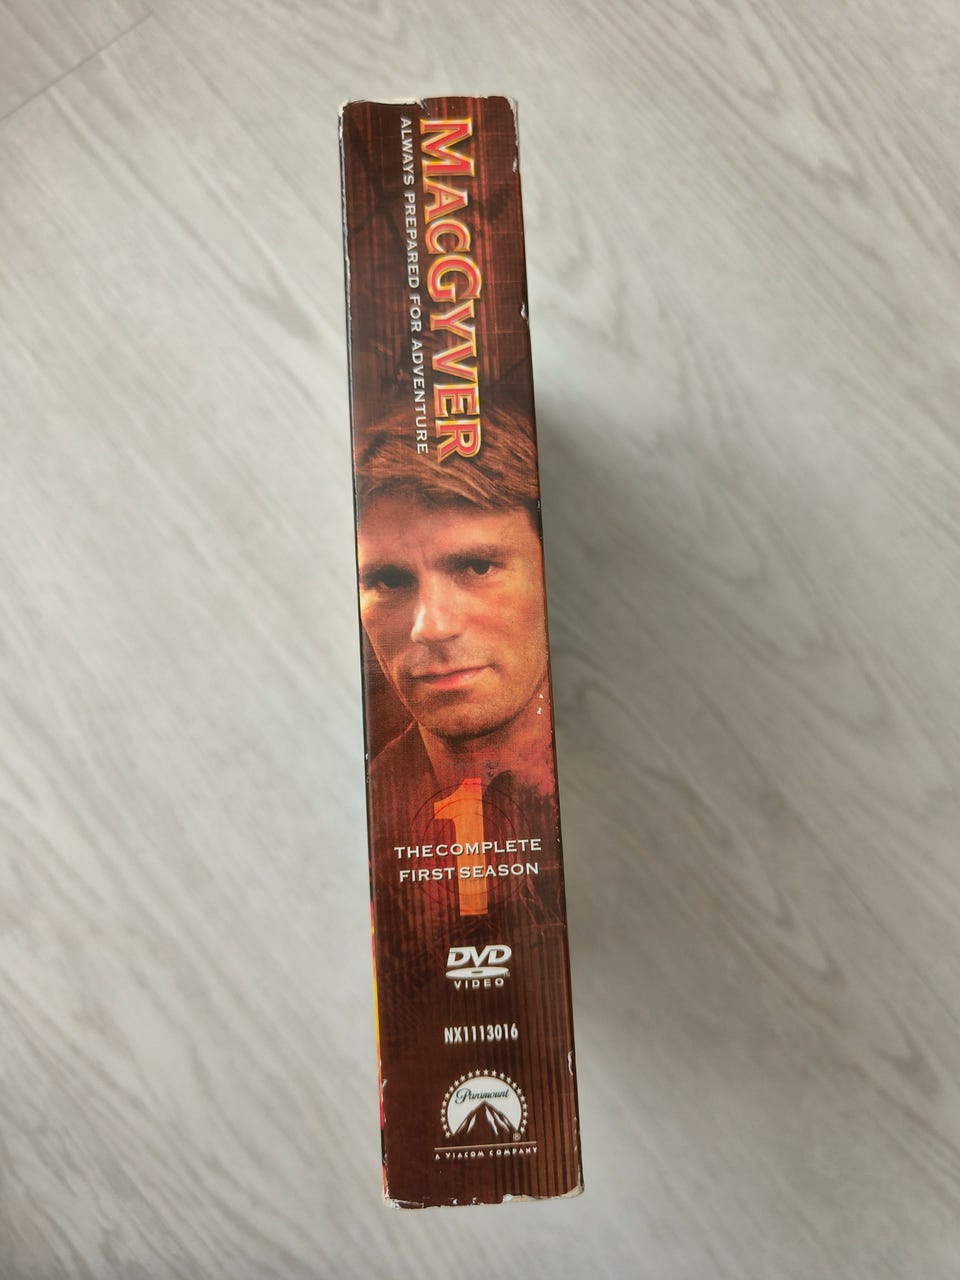 MACGYVER
ALWAYS PREPARED FOR ADVENTURE
1
THE COMPLETE
FIRST SEASON
DVD
VIDEO
NX1113016
Paramount
®
A VIACOM COMPANY